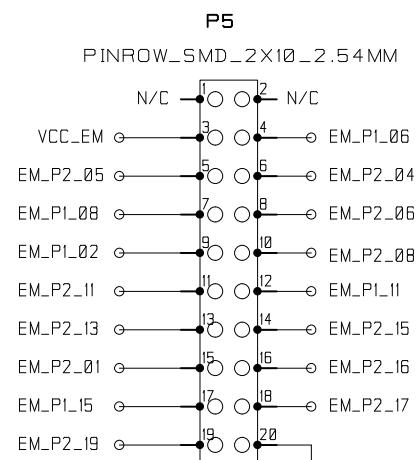 P5
PINROW_SMD_2X10_2.54MM
N/C 1 2 N/C
VCC_EM 3 4 EM_P1_06
EM_P2_05 5 6 EM_P2_04
EM_P1_08 7 8 EM_P2_06
EM_P1_02 9 10 EM_P2_08
EM_P2_11 11 12 EM_P1_11
EM_P2_13 13 14 EM_P2_15
EM_P2_01 15 16 EM_P2_16
EM_P1_15 17 18 EM_P2_17
EM_P2_19 19 20